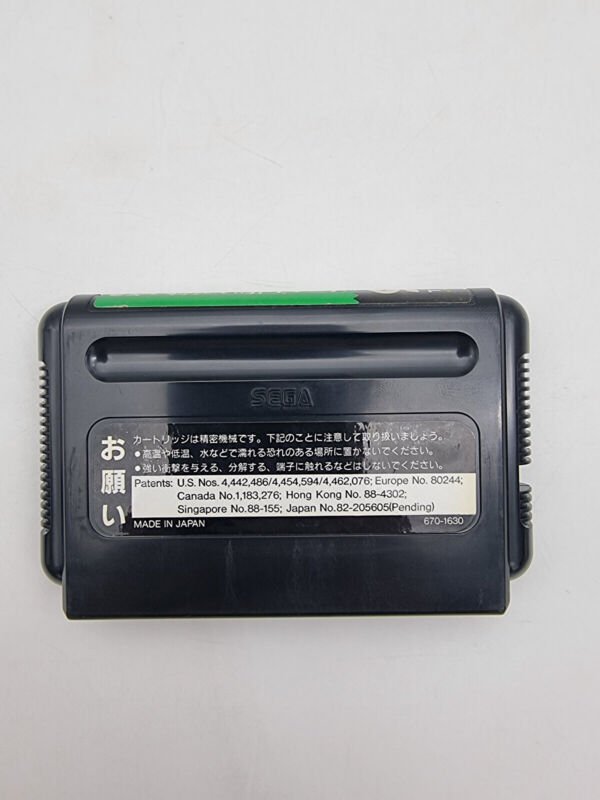 SEGA
お願い
カートリッジは精密機械です。下記のことに注意して取り扱いましょう。
●高温や低温、水などで濡れる恐れのある場所に置かないでください。
●強い衝撃を与える、分解する、端子に触れるなどはしないでください。
Patents: U.S. Nos. 4,442,486/4,454,594/4,462,076; Europe No. 80244;
Canada No.1,183,276; Hong Kong No. 88-4302;
Singapore No.88-155; Japan No.82-205605(Pending)
MADE IN JAPAN 670-1630